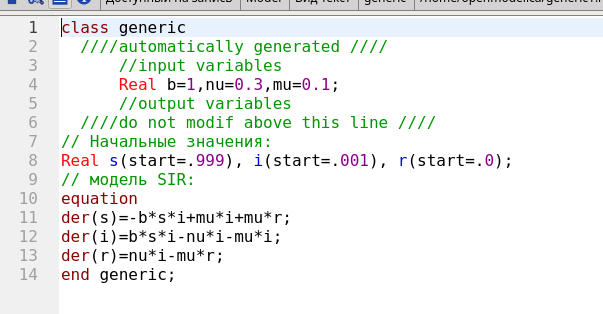 Доступный на запись Model Вид Текст generic /home/openmodelica/generic
1 class generic
2 ////automatically generated ////
3 //input variables
4 Real b=1,nu=0.3,mu=0.1;
5 //output variables
6 ////do not modif above this line ////
7 // Начальные значения:
8 Real s(start=.999), i(start=.001), r(start=.0);
9 // модель SIR:
10 equation
11 der(s)=-b*s*i+mu*i+mu*r;
12 der(i)=b*s*i-nu*i-mu*i;
13 der(r)=nu*i-mu*r;
14 end generic;